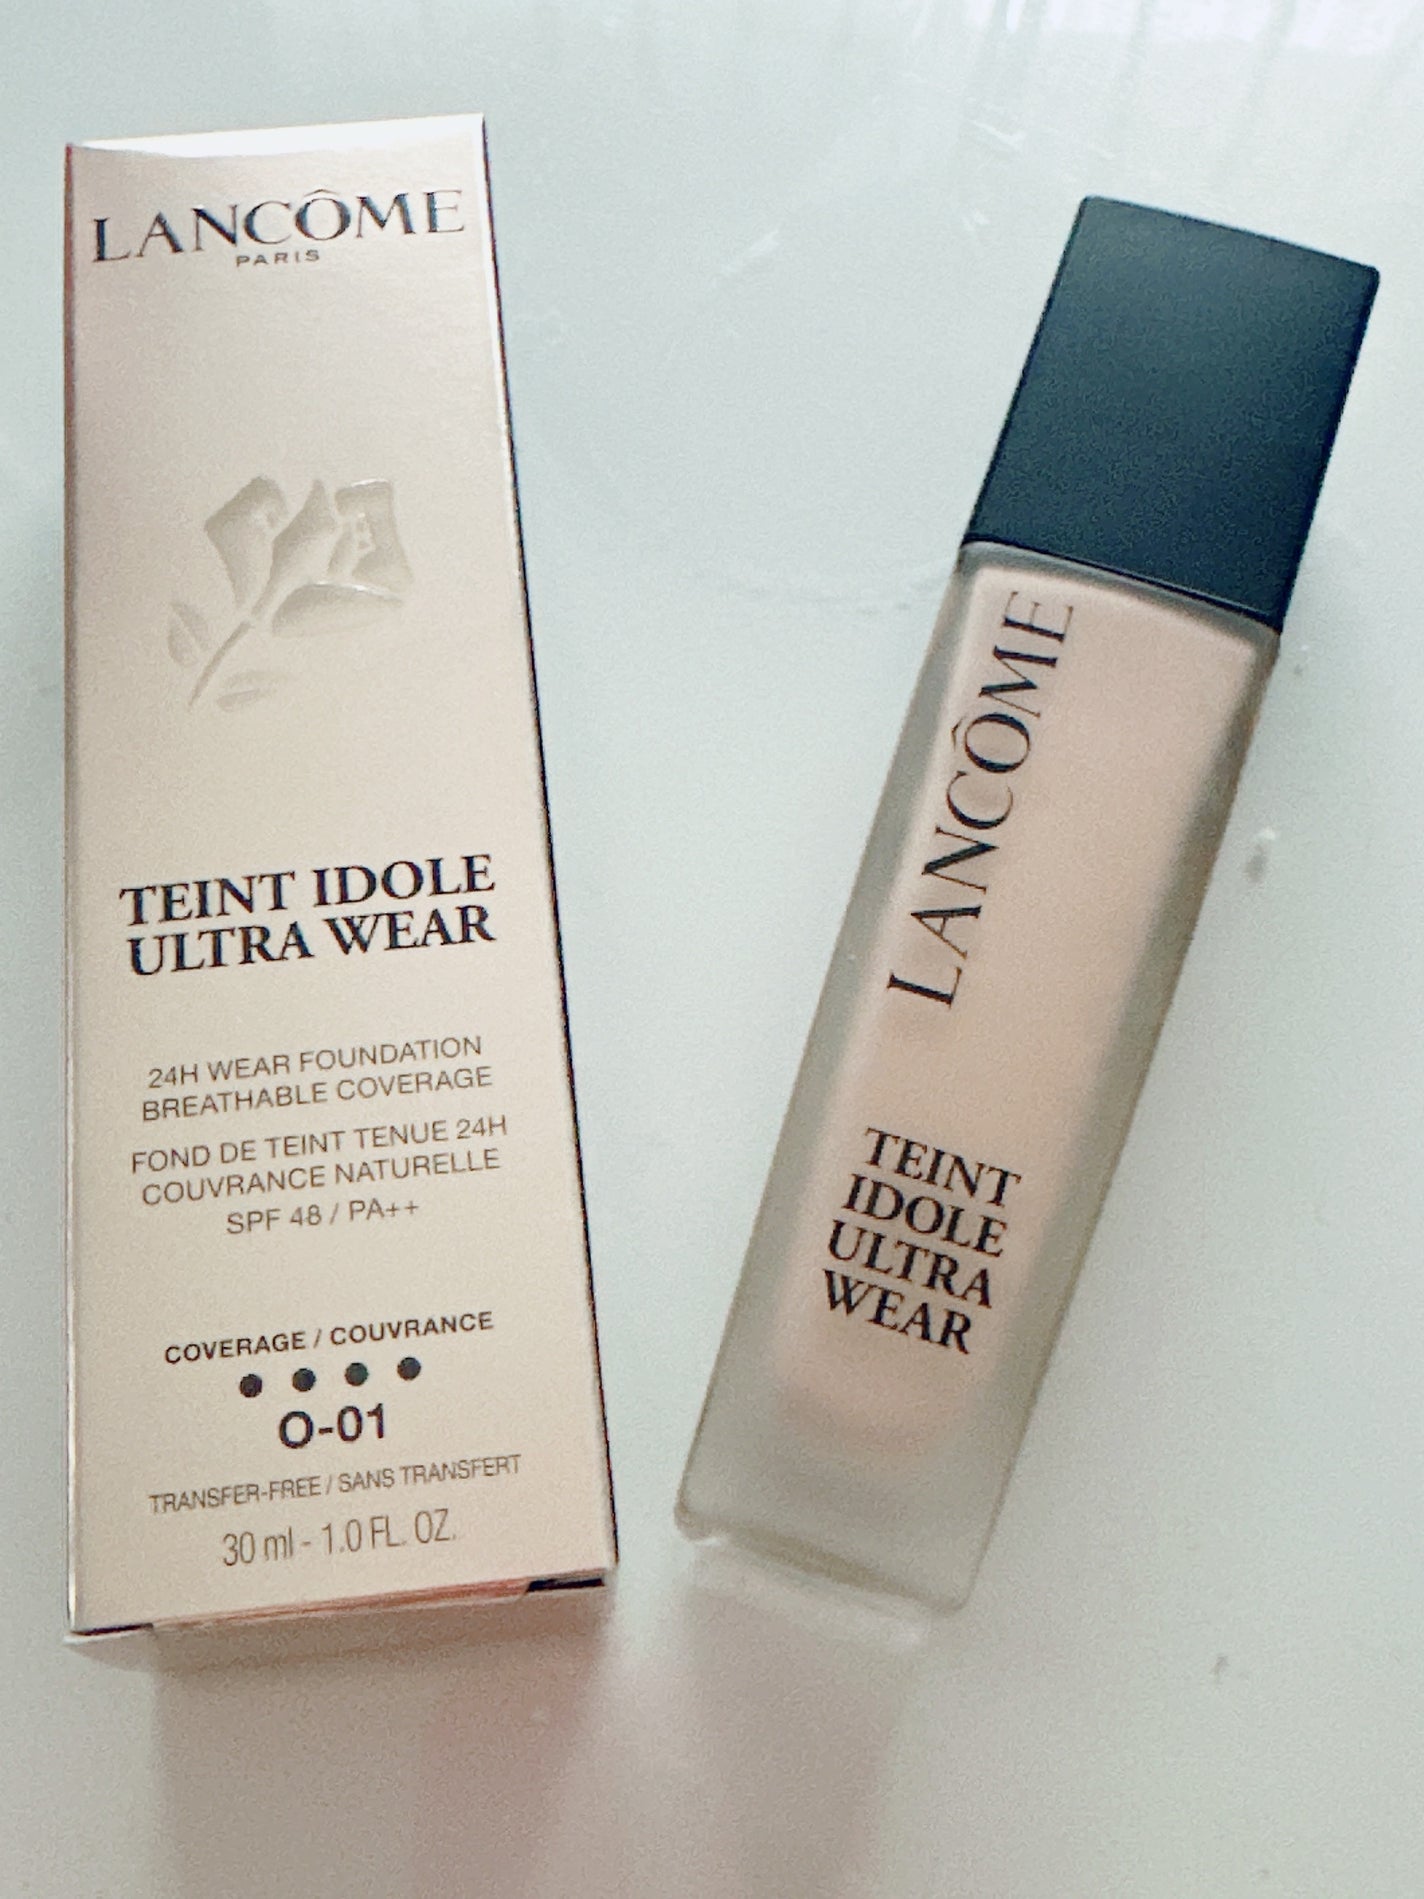 LANCÔME
PARIS
TEINT IDOLE
ULTRA WEAR
24H WEAR FOUNDATION
BREATHABLE COVERAGE
FOND DE TEINT TENUE 24H
COUVRANCE NATURELLE
SPF 48 / PA++
COVERAGE / COUVRANCE
O-01
TRANSFER-FREE / SANS TRANSFERT
30 ml - 1.0 FL. OZ.
LANCÔME
TEINT
IDOLE
ULTRA
WEAR